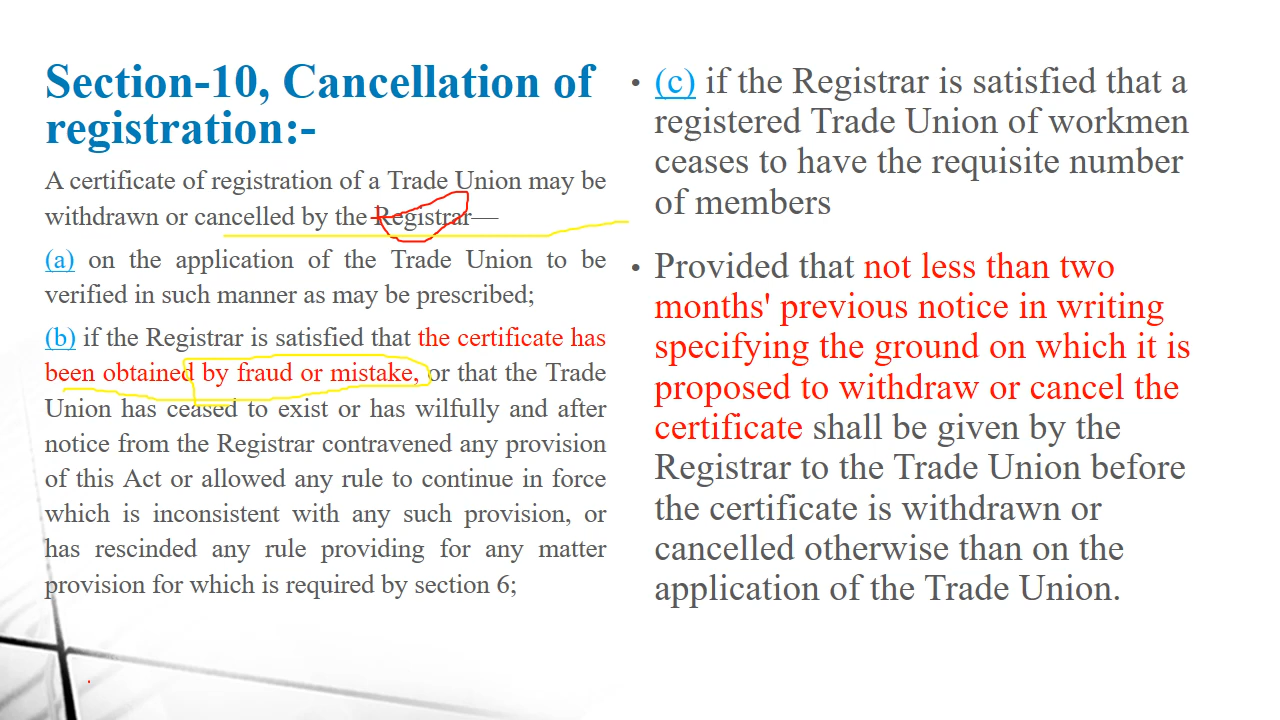 Section-10, Cancellation of
registration:-
A certificate of registration of a Trade Union may be
withdrawn or cancelled by the Registrar—
(a) on the application of the Trade Union to be
verified in such manner as may be prescribed;
(b) if the Registrar is satisfied that the certificate has
been obtained by fraud or mistake, or that the Trade
Union has ceased to exist or has wilfully and after
notice from the Registrar contravened any provision
of this Act or allowed any rule to continue in force
which is inconsistent with any such provision, or
has rescinded any rule providing for any matter
provision for which is required by section 6;
• (c) if the Registrar is satisfied that a
registered Trade Union of workmen
ceases to have the requisite number
of members
• Provided that not less than two
months' previous notice in writing
specifying the ground on which it is
proposed to withdraw or cancel the
certificate shall be given by the
Registrar to the Trade Union before
the certificate is withdrawn or
cancelled otherwise than on the
application of the Trade Union.